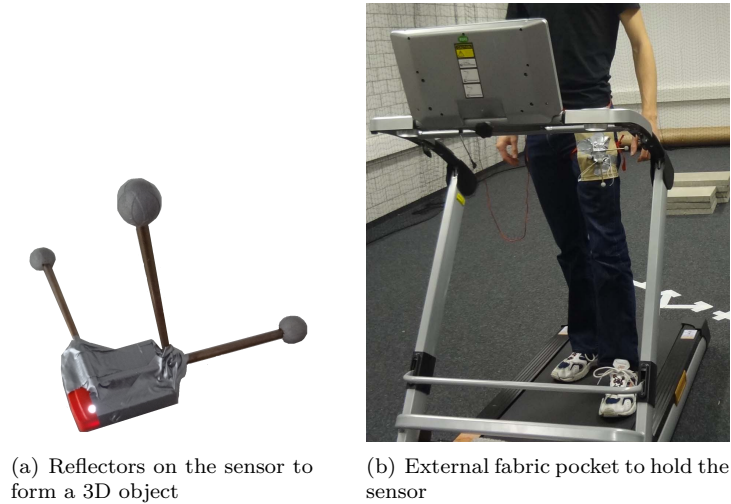 (a) Reflectors on the sensor to
form a 3D object
(b) External fabric pocket to hold the
sensor